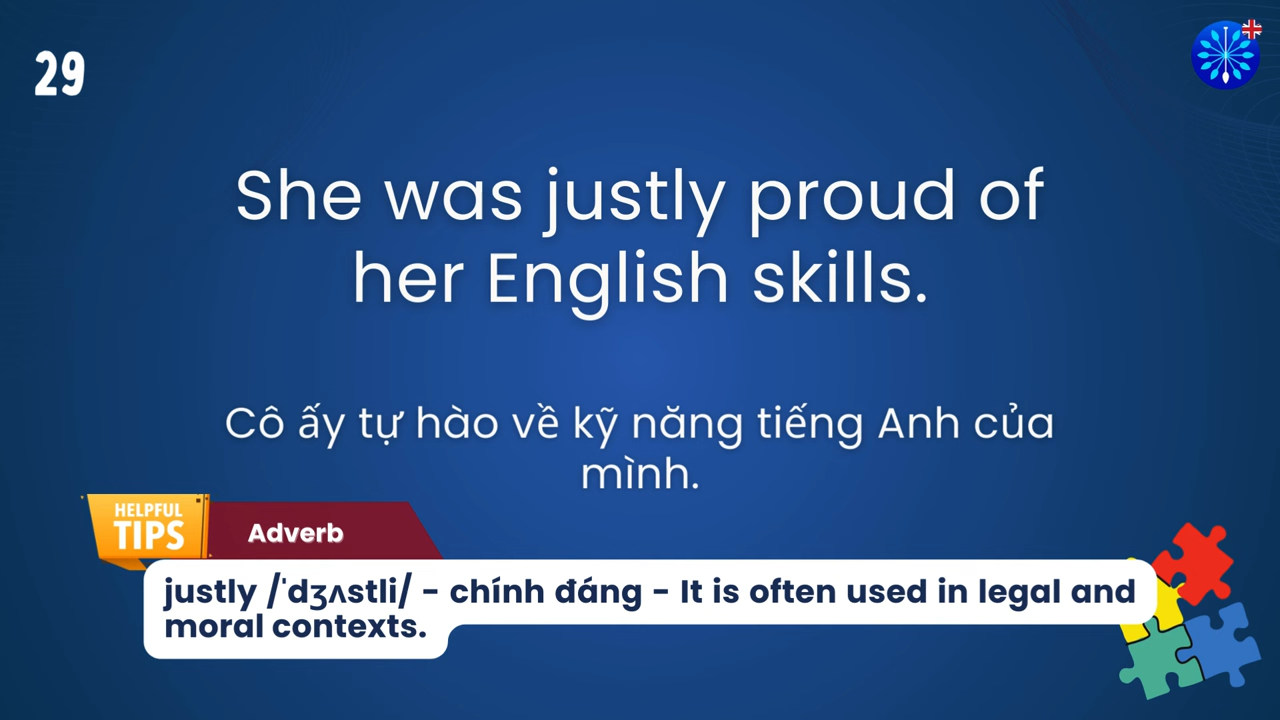 29
She was justly proud of
her English skills.
Cô ấy tự hào về kỹ năng tiếng Anh của
mình.
HELPFUL
TIPS
Adverb
justly /ˈdʒʌstli/ - chính đáng - It is often used in legal and
moral contexts.